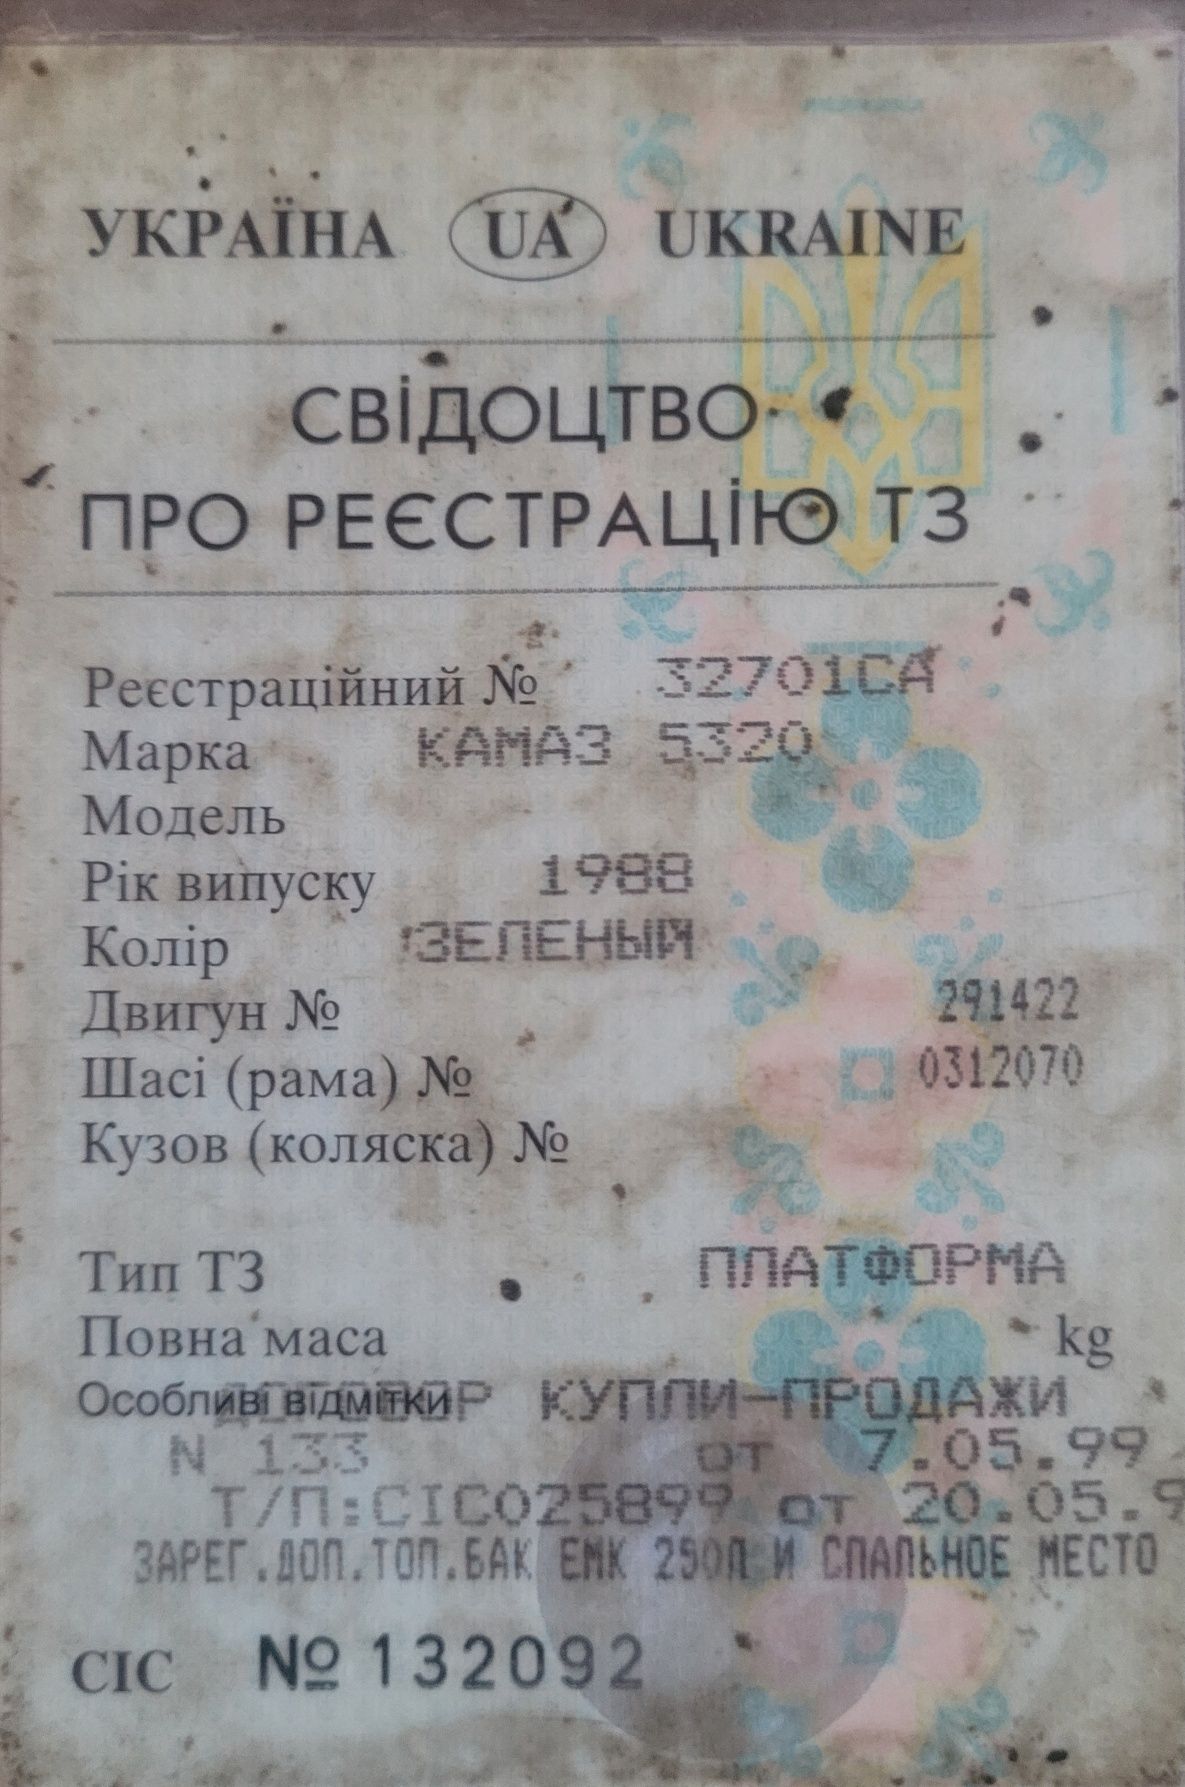 УКРАЇНА UA UKRAINE
СВІДОЦТВО
ПРО РЕЄСТРАЦІЮ ТЗ
Реєстраційний № 32701СА
Марка КАМАЗ 5320
Модель
Рік випуску 1988
Колір ЗЕЛЕНЫЙ
Двигун № 291422
Шасі (рама) № 0312070
Кузов (коляска) №
Тип ТЗ ПЛАТФОРМА
Повна маса kg
Особливі відмітки ДОГОВОР КУПЛИ-ПРОДАЖИ
N 133 от 7.05.99
Т/П:СІС025899 от 20.05.9
ЗАРЕГ.ДОП.ТОП.БАК ЕМК 250Л И СПАЛЬНОЕ МЕСТО
СІС № 132092